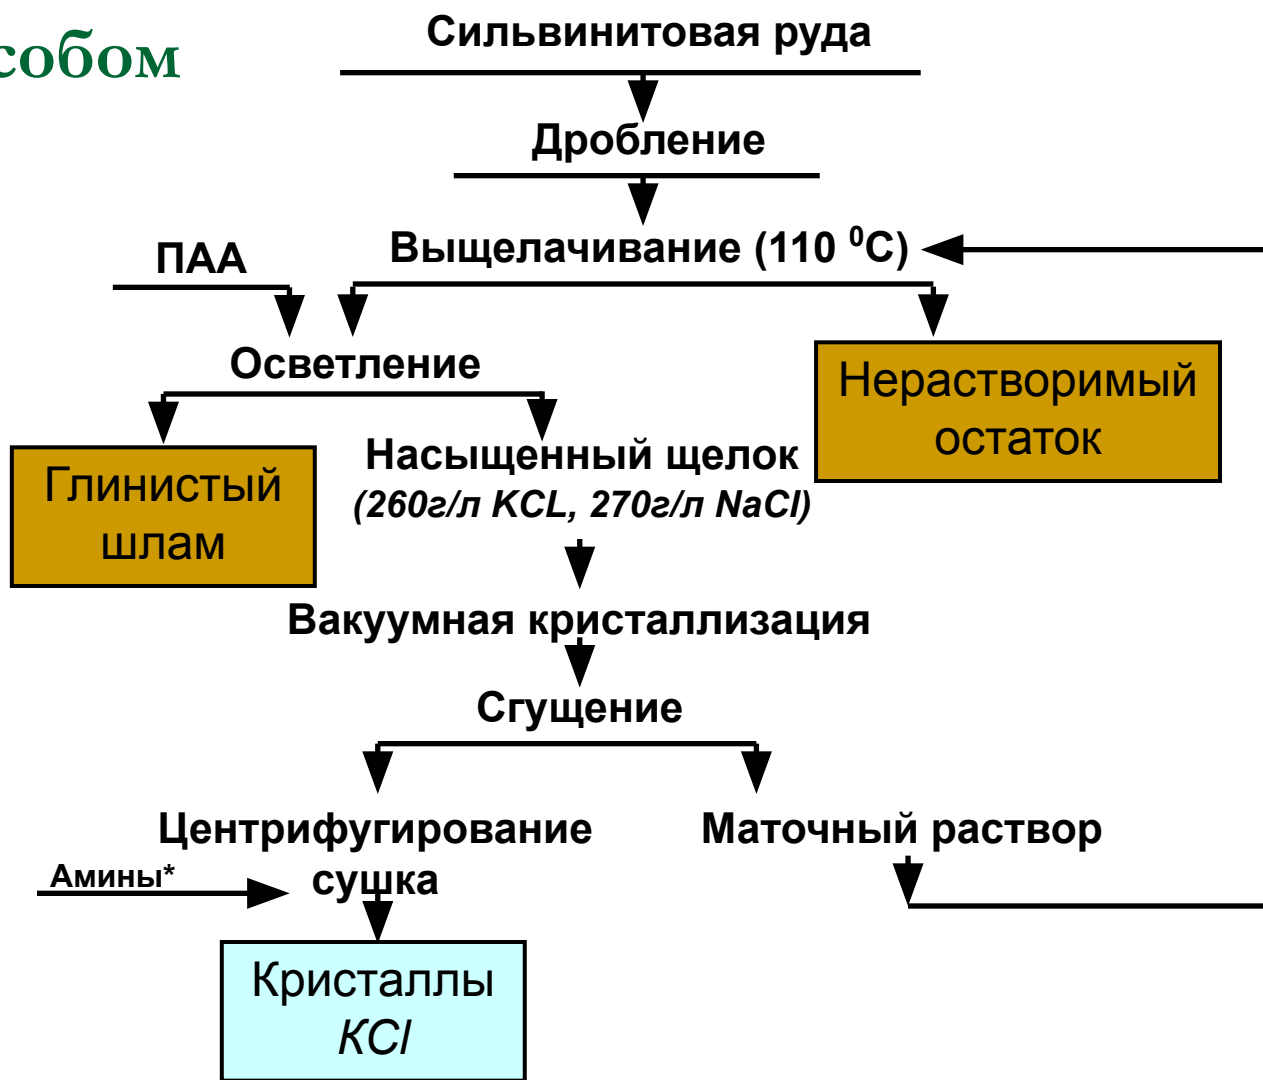 собом
Сильвинитовая руда
Дробление
Выщелачивание (110 ⁰С)
ПАА
Осветление
Нерастворимый
остаток
Глинистый
шлам
Насыщенный щелок
(260г/л KCL, 270г/л NaCl)
Вакуумная кристаллизация
Сгущение
Центрифугирование
сушка
Маточный раствор
Амины*
Кристаллы
KCl